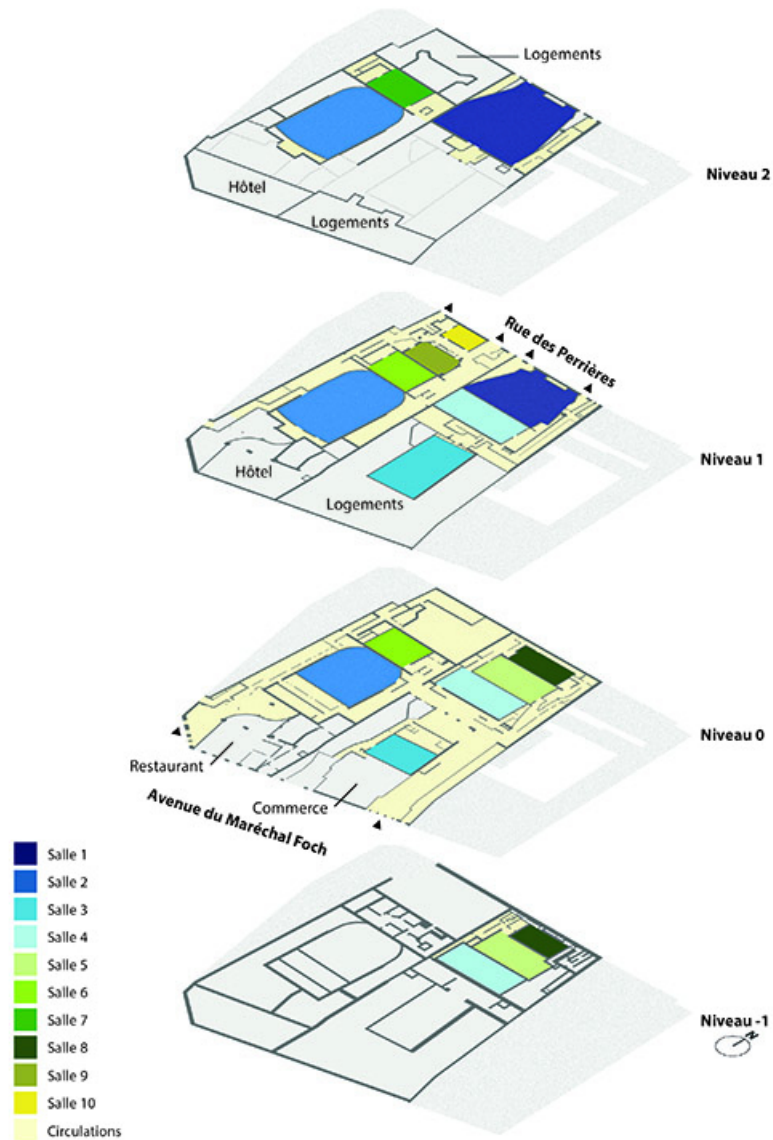 Logements
Niveau 2
Hôtel
Logements
Rue des Perrières
Niveau 1
Hôtel
Logements
Niveau 0
Restaurant
Commerce
Avenue du Maréchal Foch
Salle 1
Salle 2
Salle 3
Salle 4
Salle 5
Salle 6
Salle 7
Salle 8
Salle 9
Salle 10
Circulations
Niveau -1
N